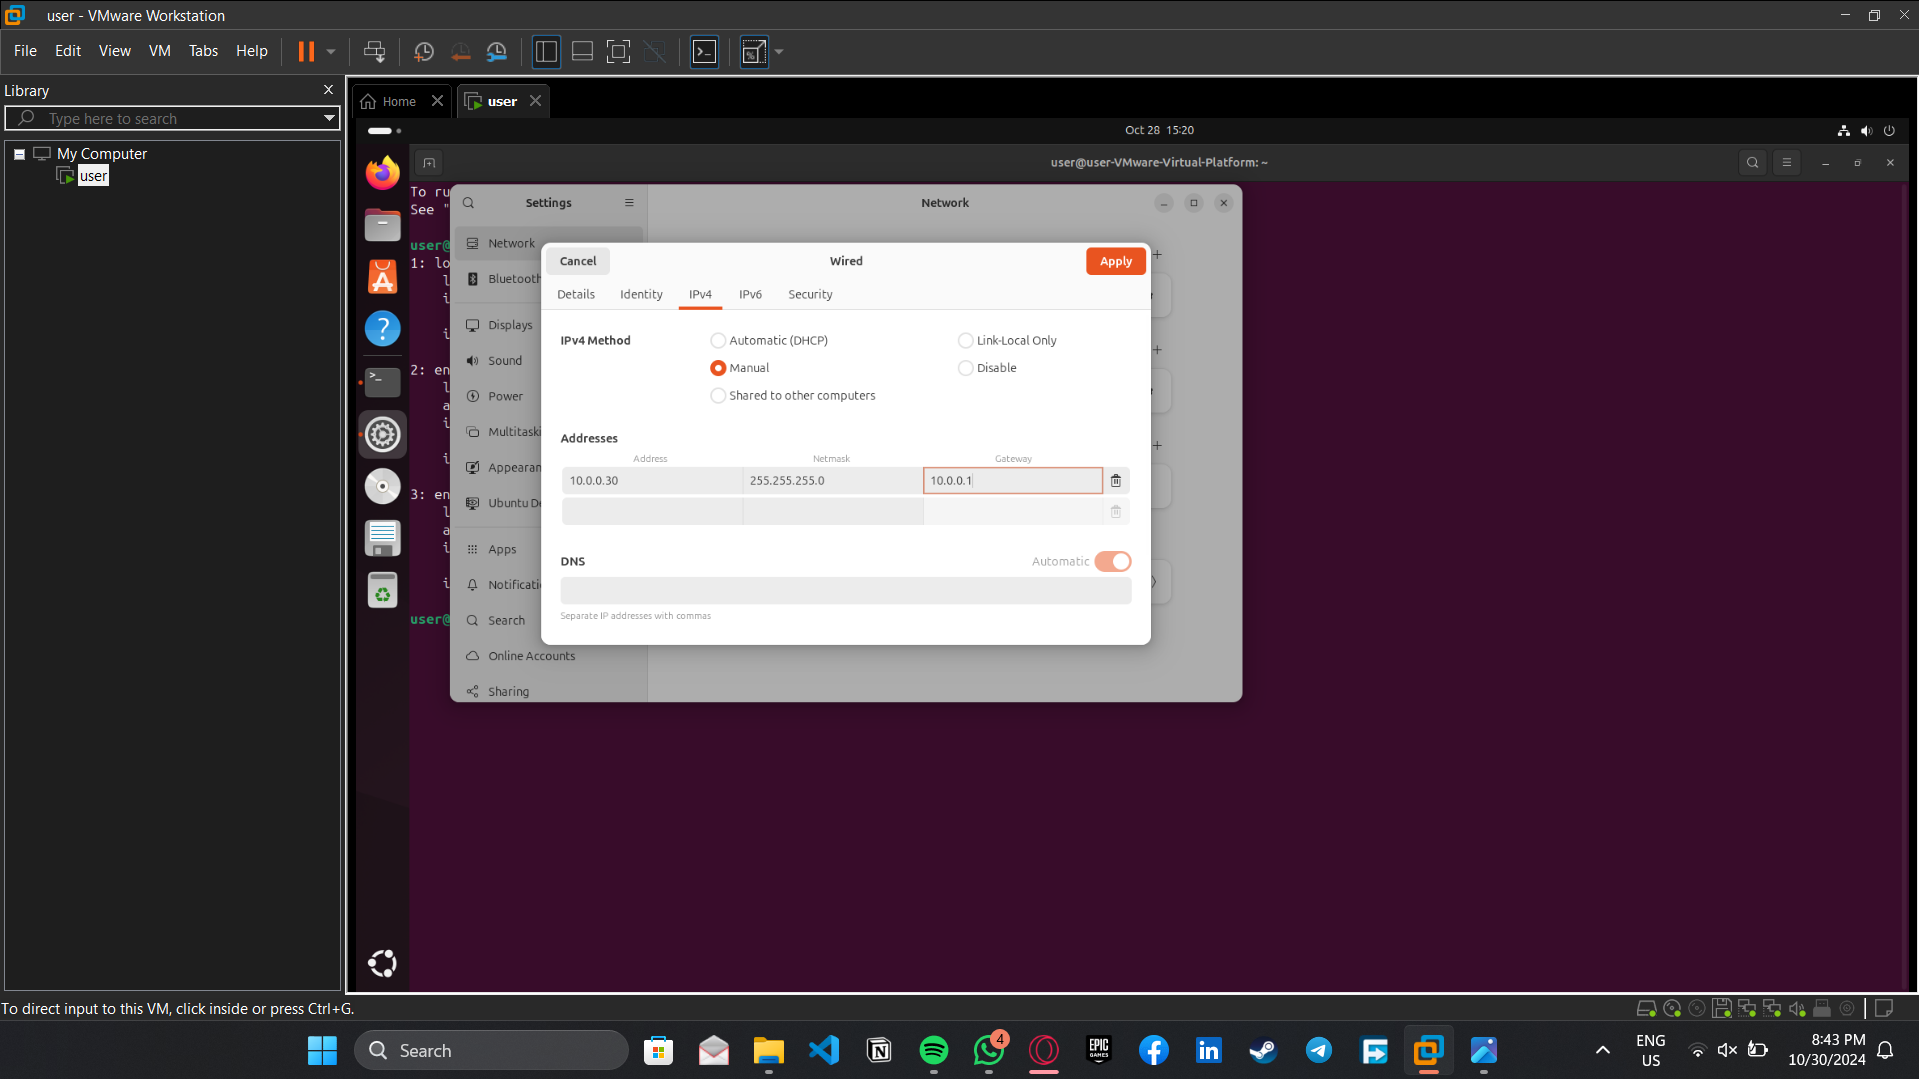 user - VMware Workstation
File Edit View VM Tabs Help
Library
Type here to search
My Computer
user
Home
user
Oct 28 15:20
user@user-VMware-Virtual-Platform: ~
To ru
See "
user@
1: lo
l
i
i
2: en
l
a
i
i
3: en
l
a
i
i
user@
Settings
Network
Network
Bluetooth
Displays
Sound
Power
Multitaski
Appearan
Ubuntu De
Apps
Notificatio
Search
Online Accounts
Sharing
Cancel
Wired
Apply
Details Identity IPv4 IPv6 Security
IPv4 Method
Automatic (DHCP)
Link-Local Only
Manual
Disable
Shared to other computers
Addresses
Address Netmask Gateway
10.0.0.30 255.255.255.0 10.0.0.1
DNS
Automatic
Separate IP addresses with commas
To direct input to this VM, click inside or press Ctrl+G.
Search
4
EPIC
GAMES
ENG
US
8:43 PM
10/30/2024